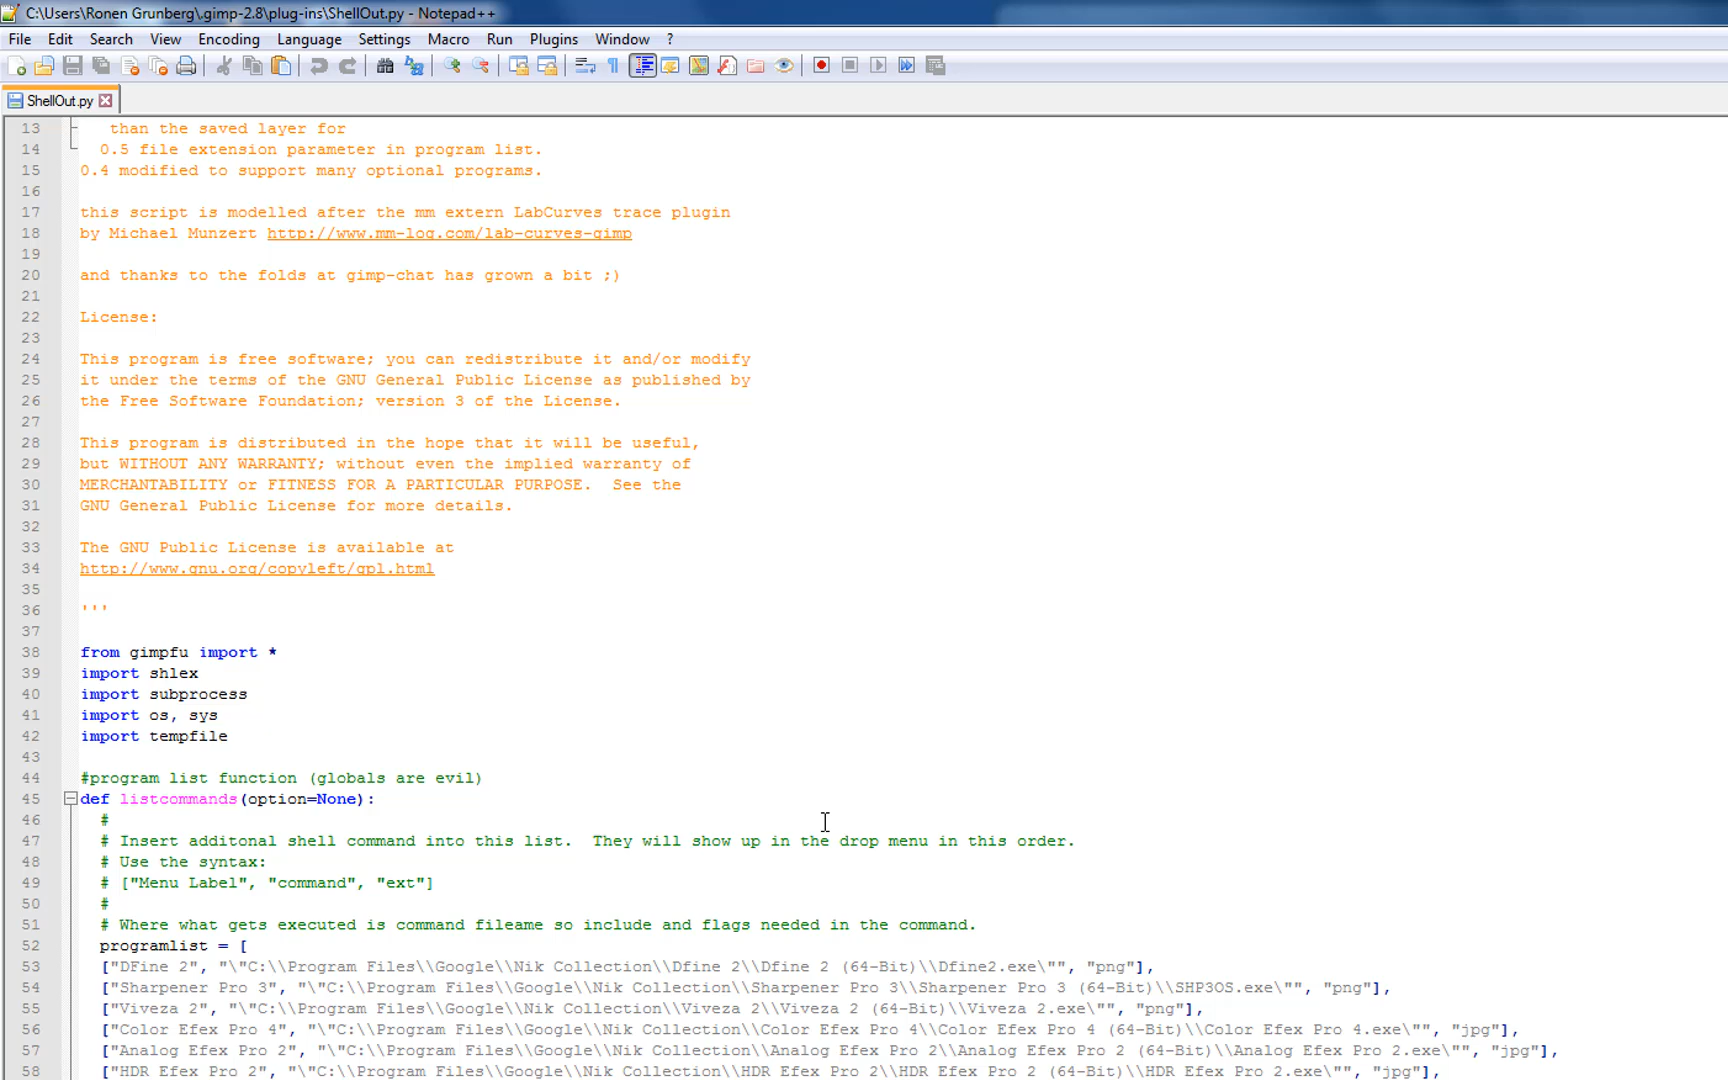 C:\Users\Ronen Grunberg\.gimp-2.8\plug-ins\ShellOut.py - Notepad++
File Edit Search View Encoding Language Settings Macro Run Plugins Window ?
ShellOut.py
13 than the saved layer for
14 0.5 file extension parameter in program list.
15 0.4 modified to support many optional programs.
16
17 this script is modelled after the mm extern LabCurves trace plugin
18 by Michael Munzert http://www.mm-log.com/lab-curves-gimp
19
20 and thanks to the folds at gimp-chat has grown a bit ;)
21
22 License:
23
24 This program is free software; you can redistribute it and/or modify
25 it under the terms of the GNU General Public License as published by
26 the Free Software Foundation; version 3 of the License.
27
28 This program is distributed in the hope that it will be useful,
29 but WITHOUT ANY WARRANTY; without even the implied warranty of
30 MERCHANTABILITY or FITNESS FOR A PARTICULAR PURPOSE.  See the
31 GNU General Public License for more details.
32
33 The GNU Public License is available at
34 http://www.gnu.org/copyleft/gpl.html
35
36 '''
37
38 from gimpfu import *
39 import shlex
40 import subprocess
41 import os, sys
42 import tempfile
43
44 #program list function (globals are evil)
45 def listcommands(option=None):
46 #
47 # Insert additonal shell command into this list.  They will show up in the drop menu in this order.
48 # Use the syntax:
49 # ["Menu Label", "command", "ext"]
50 #
51 # Where what gets executed is command fileame so include and flags needed in the command.
52 programlist = [
53 ["DFine 2", "\"C:\\Program Files\\Google\\Nik Collection\\Dfine 2\\Dfine 2 (64-Bit)\\Dfine2.exe\"", "png"],
54 ["Sharpener Pro 3", "\"C:\\Program Files\\Google\\Nik Collection\\Sharpener Pro 3\\Sharpener Pro 3 (64-Bit)\\SHP3OS.exe\"", "png"],
55 ["Viveza 2", "\"C:\\Program Files\\Google\\Nik Collection\\Viveza 2\\Viveza 2 (64-Bit)\\Viveza 2.exe\"", "png"],
56 ["Color Efex Pro 4", "\"C:\\Program Files\\Google\\Nik Collection\\Color Efex Pro 4\\Color Efex Pro 4 (64-Bit)\\Color Efex Pro 4.exe\"", "jpg"],
57 ["Analog Efex Pro 2", "\"C:\\Program Files\\Google\\Nik Collection\\Analog Efex Pro 2\\Analog Efex Pro 2 (64-Bit)\\Analog Efex Pro 2.exe\"", "jpg"],
58 ["HDR Efex Pro 2", "\"C:\\Program Files\\Google\\Nik Collection\\HDR Efex Pro 2\\HDR Efex Pro 2 (64-Bit)\\HDR Efex Pro 2.exe\"", "jpg"],